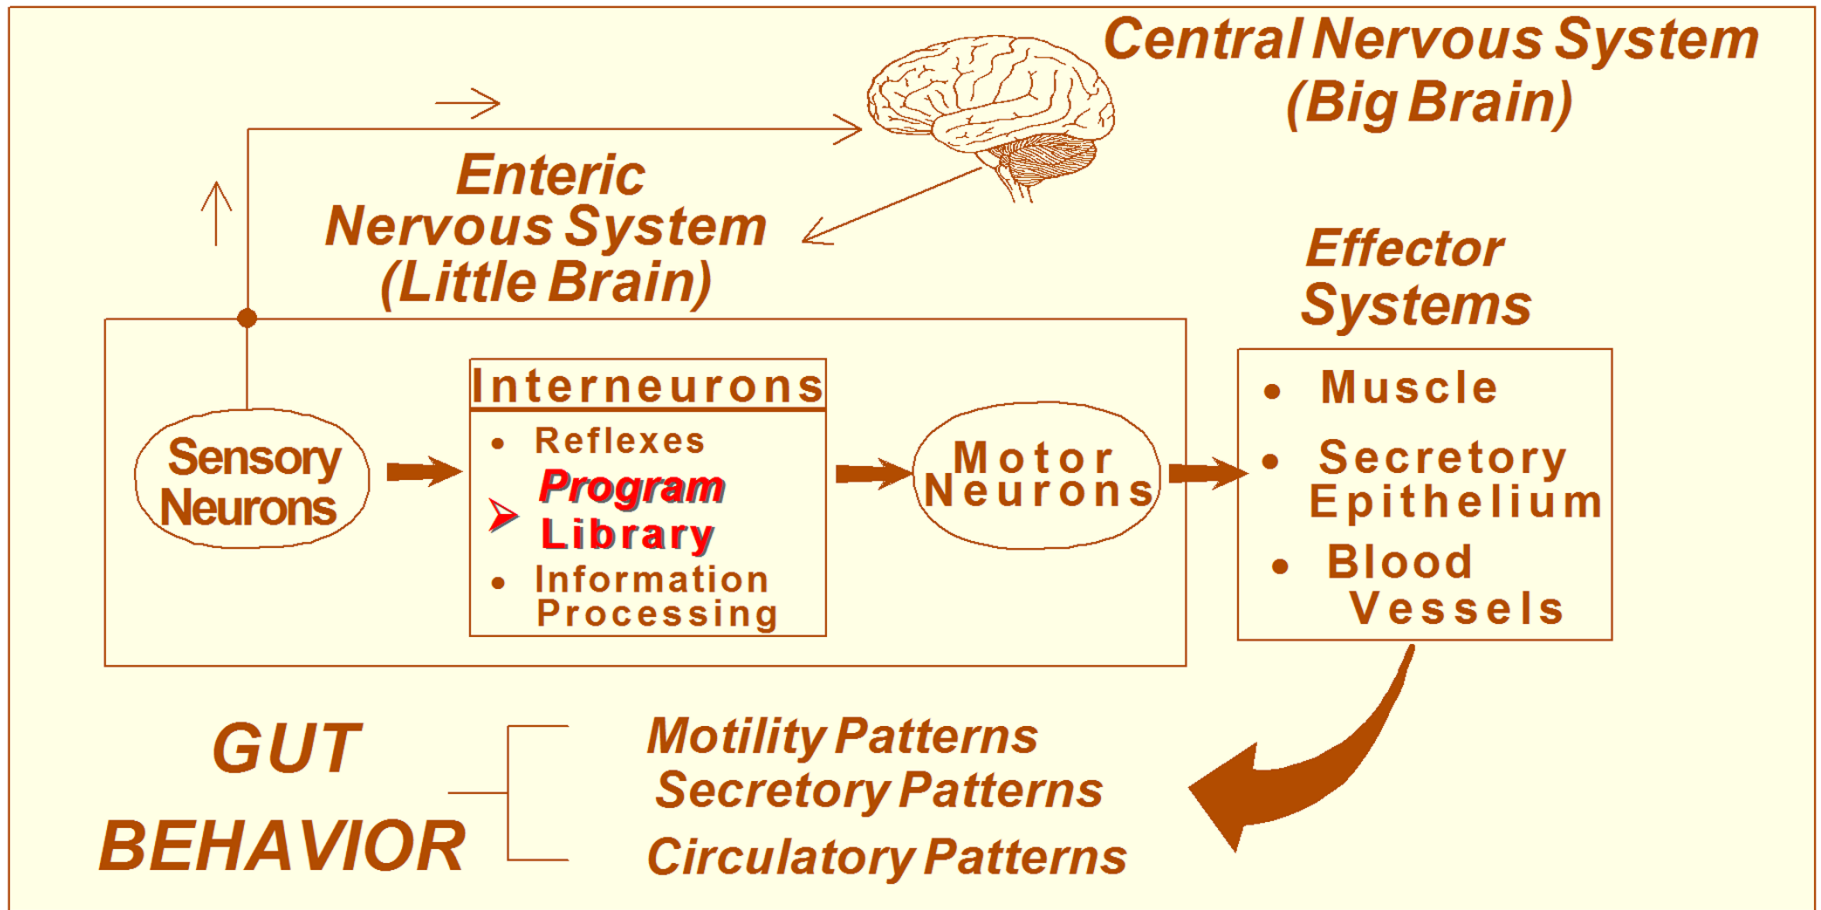 Central Nervous System
(Big Brain)
Enteric
Nervous System
(Little Brain)
Effector
Systems
Sensory
Neurons
Interneurons
• Reflexes
➢ Program
Library
• Information
Processing
Motor
Neurons
• Muscle
• Secretory
Epithelium
• Blood
Vessels
GUT
BEHAVIOR
Motility Patterns
Secretory Patterns
Circulatory Patterns